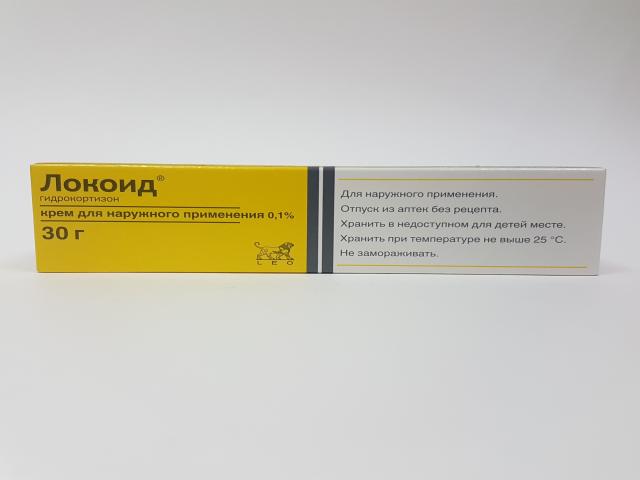 Локоид®
гидрокортизон
крем для наружного применения 0,1%
30 г
LEO
Для наружного применения.
Отпуск из аптек без рецепта.
Хранить в недоступном для детей месте.
Хранить при температуре не выше 25 °C.
Не замораживать.